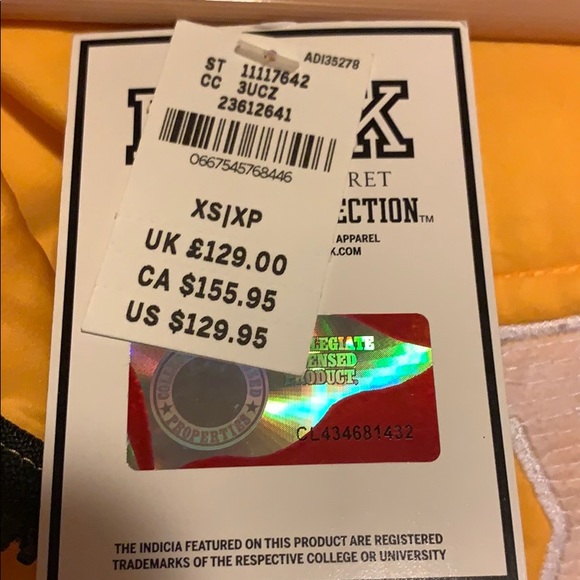 ADI35278
ST 11117642
CC 3UCZ
23612641
0667545768446
XS|XP
UK £129.00
CA $155.95
US $129.95
K
RET
ECTION™
APPAREL
K.COM
LEGIATE
ENSED
PRODUCT®
PROPERTIES
CL434681432
THE INDICIA FEATURED ON THIS PRODUCT ARE REGISTERED
TRADEMARKS OF THE RESPECTIVE COLLEGE OR UNIVERSITY